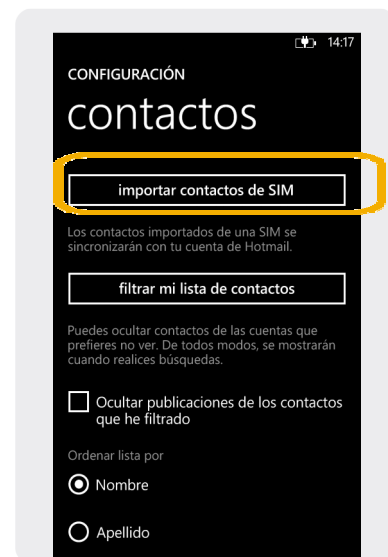 14:17
CONFIGURACIÓN
contactos
importar contactos de SIM
Los contactos importados de una SIM se
sincronizarán con tu cuenta de Hotmail.
filtrar mi lista de contactos
Puedes ocultar contactos de las cuentas que
prefieres no ver. De todos modos, se mostrarán
cuando realices búsquedas.
Ocultar publicaciones de los contactos
que he filtrado
Ordenar lista por
Nombre
Apellido